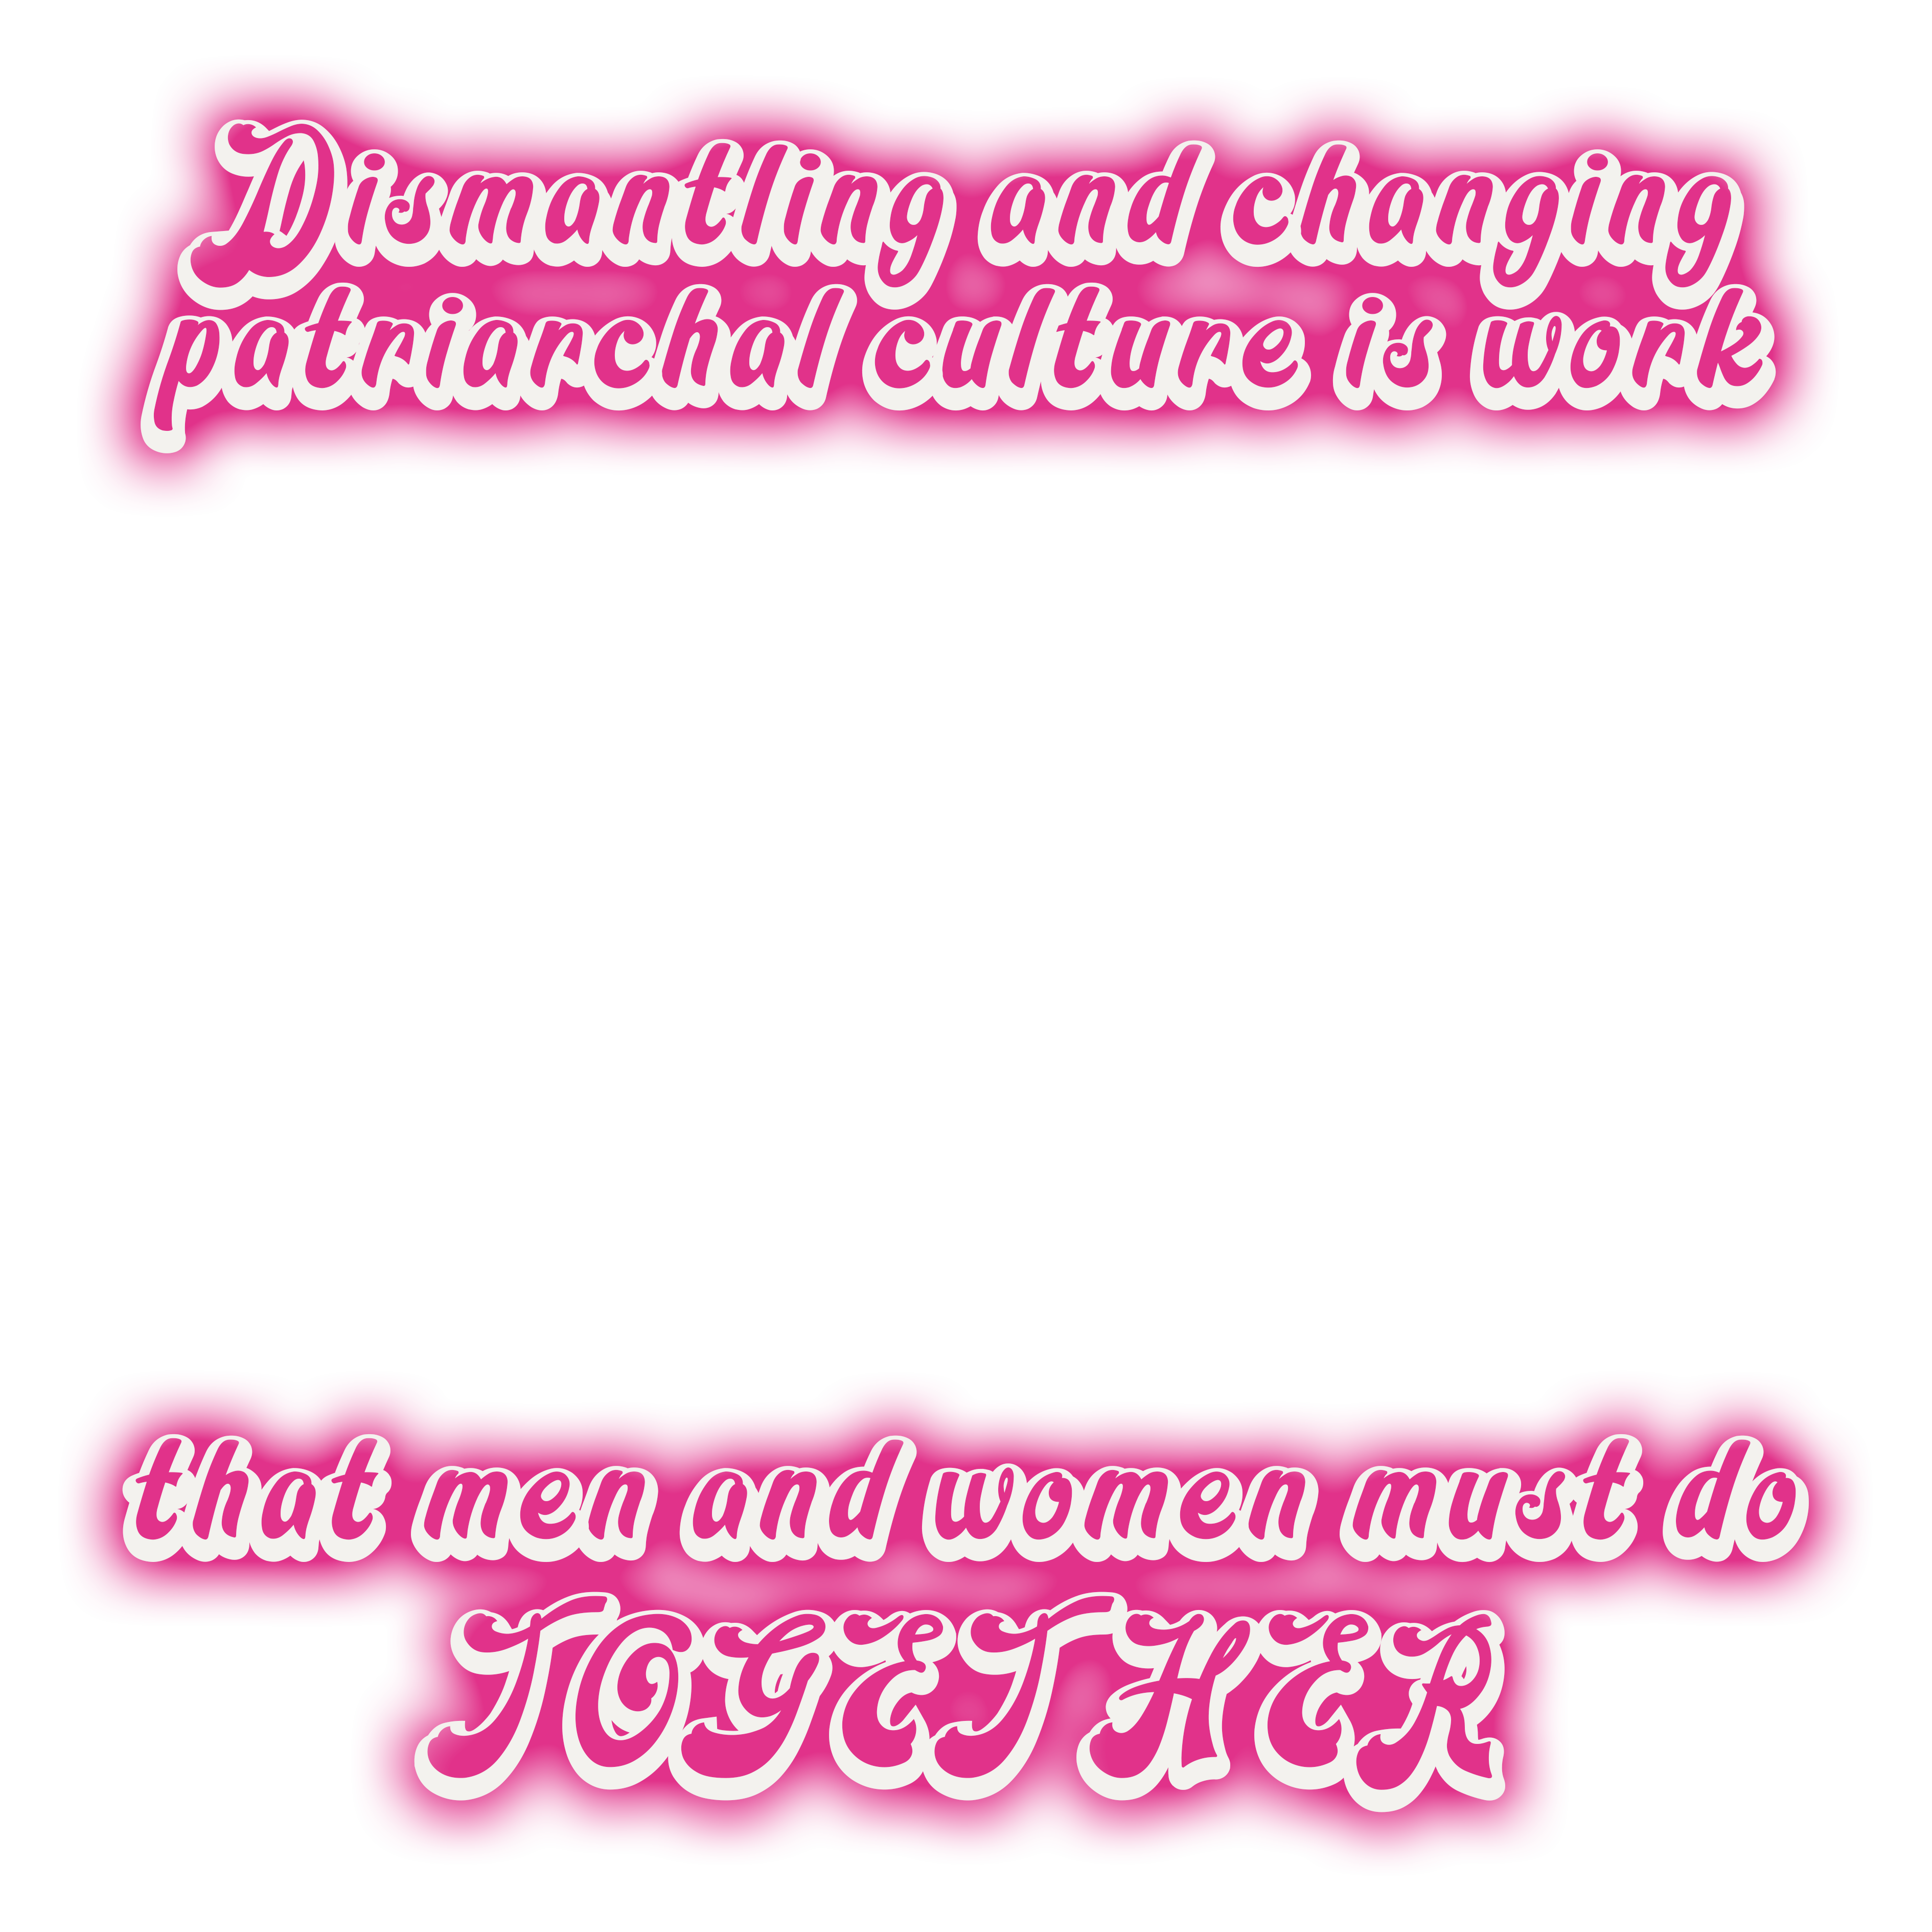 Dismantling and changing
patriarchal culture is work
that men and women must do
TOGETHER